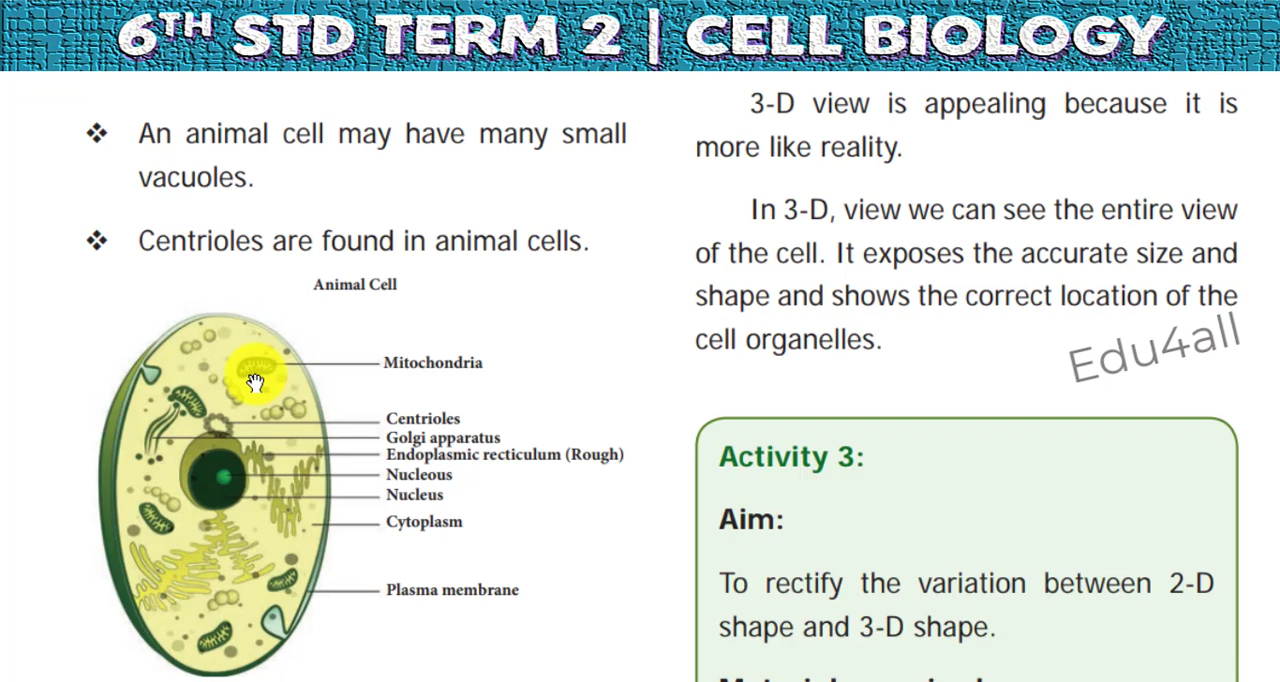 6TH STD TERM 2 | CELL BIOLOGY
❖ An animal cell may have many small
vacuoles.
❖ Centrioles are found in animal cells.
Animal Cell
Mitochondria
Centrioles
Golgi apparatus
Endoplasmic recticulum (Rough)
Nucleous
Nucleus
Cytoplasm
Plasma membrane
3-D view is appealing because it is
more like reality.
In 3-D, view we can see the entire view
of the cell. It exposes the accurate size and
shape and shows the correct location of the
cell organelles.
Edu4all
Activity 3:
Aim:
To rectify the variation between 2-D
shape and 3-D shape.